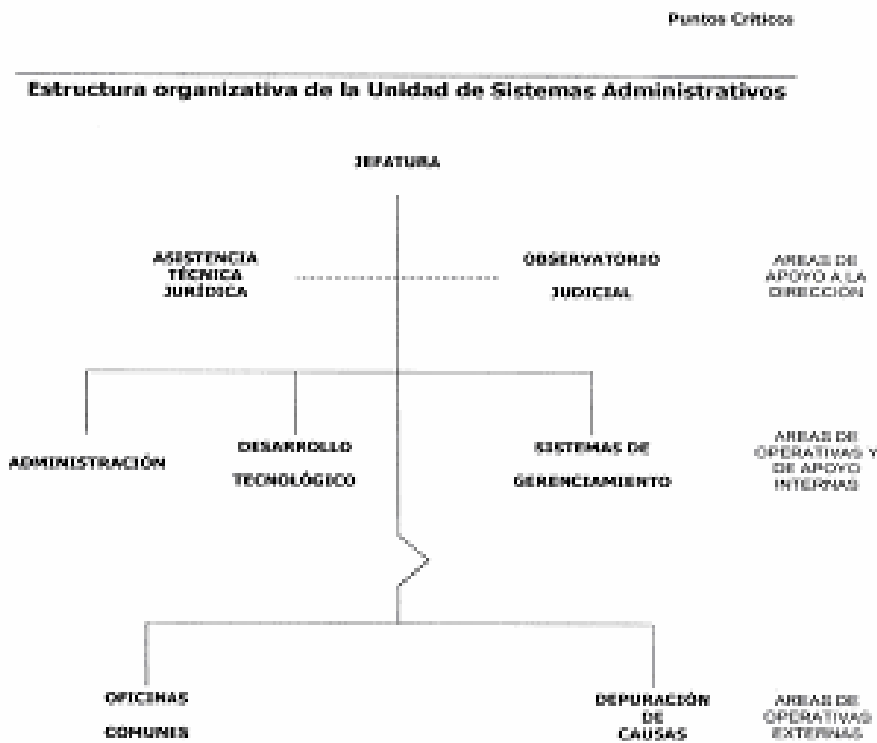 Puntos Críticos
Estructura organizativa de la Unidad de Sistemas Administrativos
JEFATURA
ASISTENCIA
TÉCNICA
JURÍDICA
OBSERVATORIO
JUDICIAL
AREAS DE
APOYO A LA
DIRECCION
ADMINISTRACIÓN
DESARROLLO
TECNOLÓGICO
SISTEMAS DE
GERENCIAMIENTO
AREAS DE
OPERATIVAS Y
DE APOYO
INTERNAS
OFICINAS
COMUNES
DEPURACIÓN
DE
CAUSAS
AREAS DE
OPERATIVAS
EXTERNAS